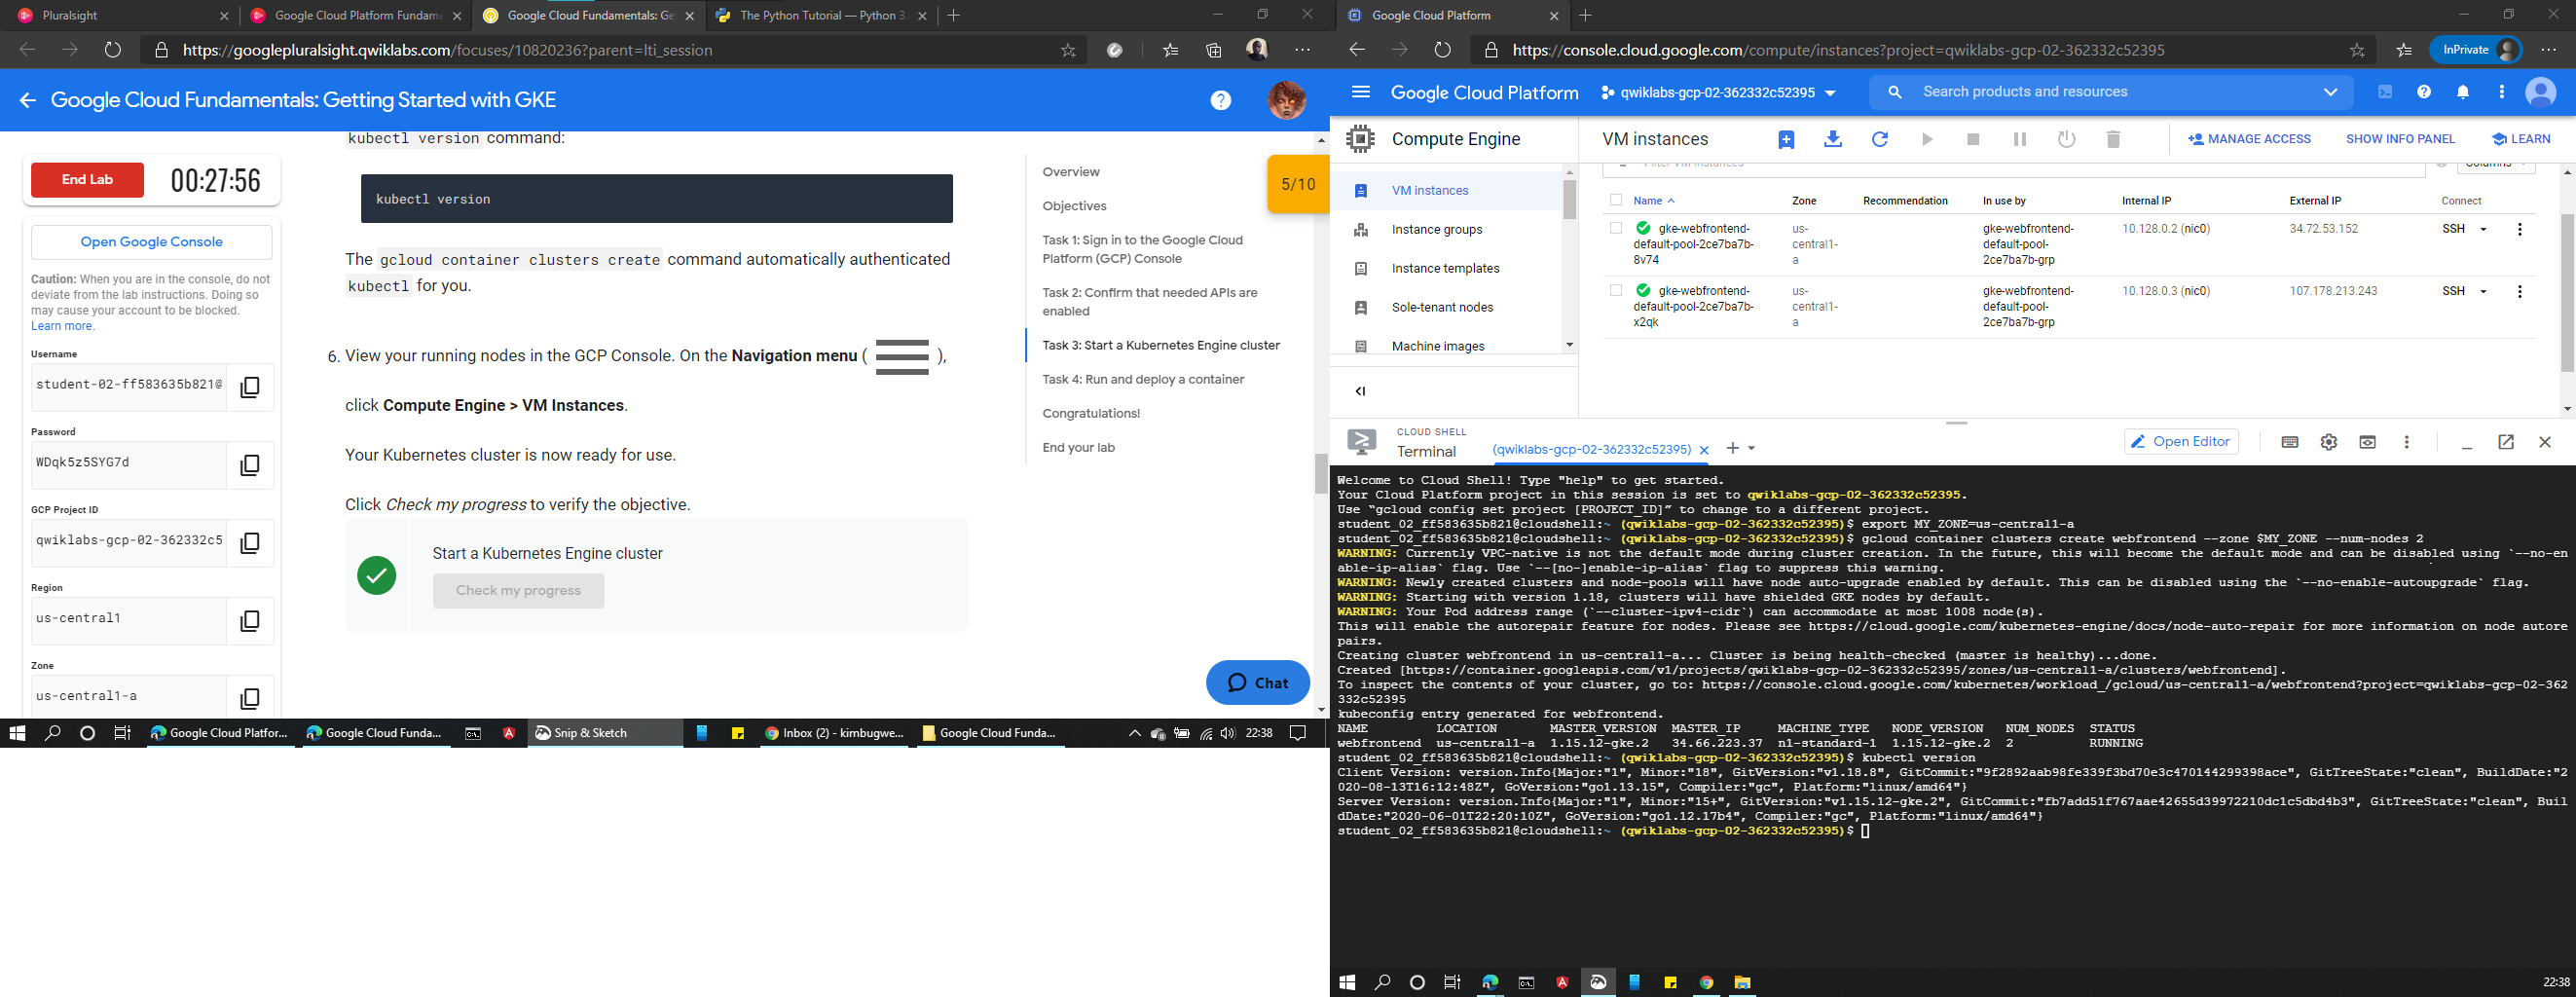 Pluralsight
Google Cloud Platform Fundame
Google Cloud Fundamentals: Ge
The Python Tutorial — Python 3.
https://googlepluralsight.qwiklabs.com/focuses/10820236?parent=lti_session
Google Cloud Fundamentals: Getting Started with GKE
End Lab
00:27:56
Open Google Console
Caution: When you are in the console, do not
deviate from the lab instructions. Doing so
may cause your account to be blocked.
Learn more.
Username
student-02-ff583635b821@
Password
WDqk5z5SYG7d
GCP Project ID
qwiklabs-gcp-02-362332c5
Region
us-central1
Zone
us-central1-a
kubectl version command:
kubectl version
The gcloud container clusters create command automatically authenticated
kubectl for you.
6. View your running nodes in the GCP Console. On the Navigation menu ( ),
click Compute Engine > VM Instances.
Your Kubernetes cluster is now ready for use.
Click Check my progress to verify the objective.
Start a Kubernetes Engine cluster
Check my progress
Overview
Objectives
Task 1: Sign in to the Google Cloud
Platform (GCP) Console
Task 2: Confirm that needed APIs are
enabled
Task 3: Start a Kubernetes Engine cluster
Task 4: Run and deploy a container
Congratulations!
End your lab
5/10
Chat
Google Cloud Platfor...
Google Cloud Funda...
Snip & Sketch
Inbox (2) - kimbugwe...
Google Cloud Funda...
22:38
Google Cloud Platform
https://console.cloud.google.com/compute/instances?project=qwiklabs-gcp-02-362332c52395
InPrivate
Google Cloud Platform
qwiklabs-gcp-02-362332c52395
Search products and resources
Compute Engine
VM instances
MANAGE ACCESS
SHOW INFO PANEL
LEARN
VM instances
Instance groups
Instance templates
Sole-tenant nodes
Machine images
Filter VM instances
Columns
Name
Zone
Recommendation
In use by
Internal IP
External IP
Connect
gke-webfrontend-
default-pool-2ce7ba7b-
8v74
us-
central1-
a
gke-webfrontend-
default-pool-
2ce7ba7b-grp
10.128.0.2 (nic0)
34.72.53.152
SSH
gke-webfrontend-
default-pool-2ce7ba7b-
x2qk
us-
central1-
a
gke-webfrontend-
default-pool-
2ce7ba7b-grp
10.128.0.3 (nic0)
107.178.213.243
SSH
CLOUD SHELL
Terminal
(qwiklabs-gcp-02-362332c52395)
Open Editor
Welcome to Cloud Shell! Type "help" to get started.
Your Cloud Platform project in this session is set to qwiklabs-gcp-02-362332c52395.
Use “gcloud config set project [PROJECT_ID]” to change to a different project.
student_02_ff583635b821@cloudshell:~ (qwiklabs-gcp-02-362332c52395)$ export MY_ZONE=us-central1-a
student_02_ff583635b821@cloudshell:~ (qwiklabs-gcp-02-362332c52395)$ gcloud container clusters create webfrontend --zone $MY_ZONE --num-nodes 2
WARNING: Currently VPC-native is not the default mode during cluster creation. In the future, this will become the default mode and can be disabled using `--no-en
able-ip-alias` flag. Use `--[no-]enable-ip-alias` flag to suppress this warning.
WARNING: Newly created clusters and node-pools will have node auto-upgrade enabled by default. This can be disabled using the `--no-enable-autoupgrade` flag.
WARNING: Starting with version 1.18, clusters will have shielded GKE nodes by default.
WARNING: Your Pod address range (`--cluster-ipv4-cidr`) can accommodate at most 1008 node(s).
This will enable the autorepair feature for nodes. Please see https://cloud.google.com/kubernetes-engine/docs/node-auto-repair for more information on node autore
pairs.
Creating cluster webfrontend in us-central1-a... Cluster is being health-checked (master is healthy)...done.
Created [https://container.googleapis.com/v1/projects/qwiklabs-gcp-02-362332c52395/zones/us-central1-a/clusters/webfrontend].
To inspect the contents of your cluster, go to: https://console.cloud.google.com/kubernetes/workload_/gcloud/us-central1-a/webfrontend?project=qwiklabs-gcp-02-362
332c52395
kubeconfig entry generated for webfrontend.
NAME LOCATION MASTER_VERSION MASTER_IP MACHINE_TYPE NODE_VERSION NUM_NODES STATUS
webfrontend us-central1-a 1.15.12-gke.2 34.66.223.37 n1-standard-1 1.15.12-gke.2 2 RUNNING
student_02_ff583635b821@cloudshell:~ (qwiklabs-gcp-02-362332c52395)$ kubectl version
Client Version: version.Info{Major:"1", Minor:"18", GitVersion:"v1.18.8", GitCommit:"9f2892aab98fe339f3bd70e3c470144299398ace", GitTreeState:"clean", BuildDate:"2
020-08-13T16:12:48Z", GoVersion:"go1.13.15", Compiler:"gc", Platform:"linux/amd64"}
Server Version: version.Info{Major:"1", Minor:"15+", GitVersion:"v1.15.12-gke.2", GitCommit:"fb7add51f767aae42655d39972210dc1c5dbd4b3", GitTreeState:"clean", Buil
dDate:"2020-06-01T22:20:10Z", GoVersion:"go1.12.17b4", Compiler:"gc", Platform:"linux/amd64"}
student_02_ff583635b821@cloudshell:~ (qwiklabs-gcp-02-362332c52395)$
22:38